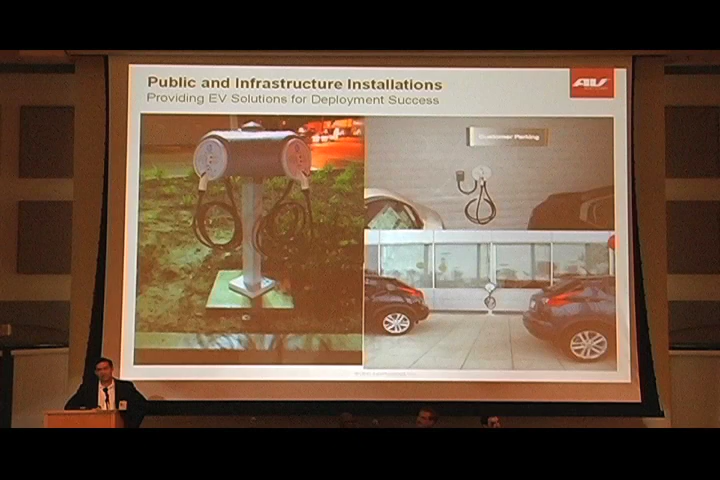 Public and Infrastructure Installations
Providing EV Solutions for Deployment Success
AV
Customer Parking